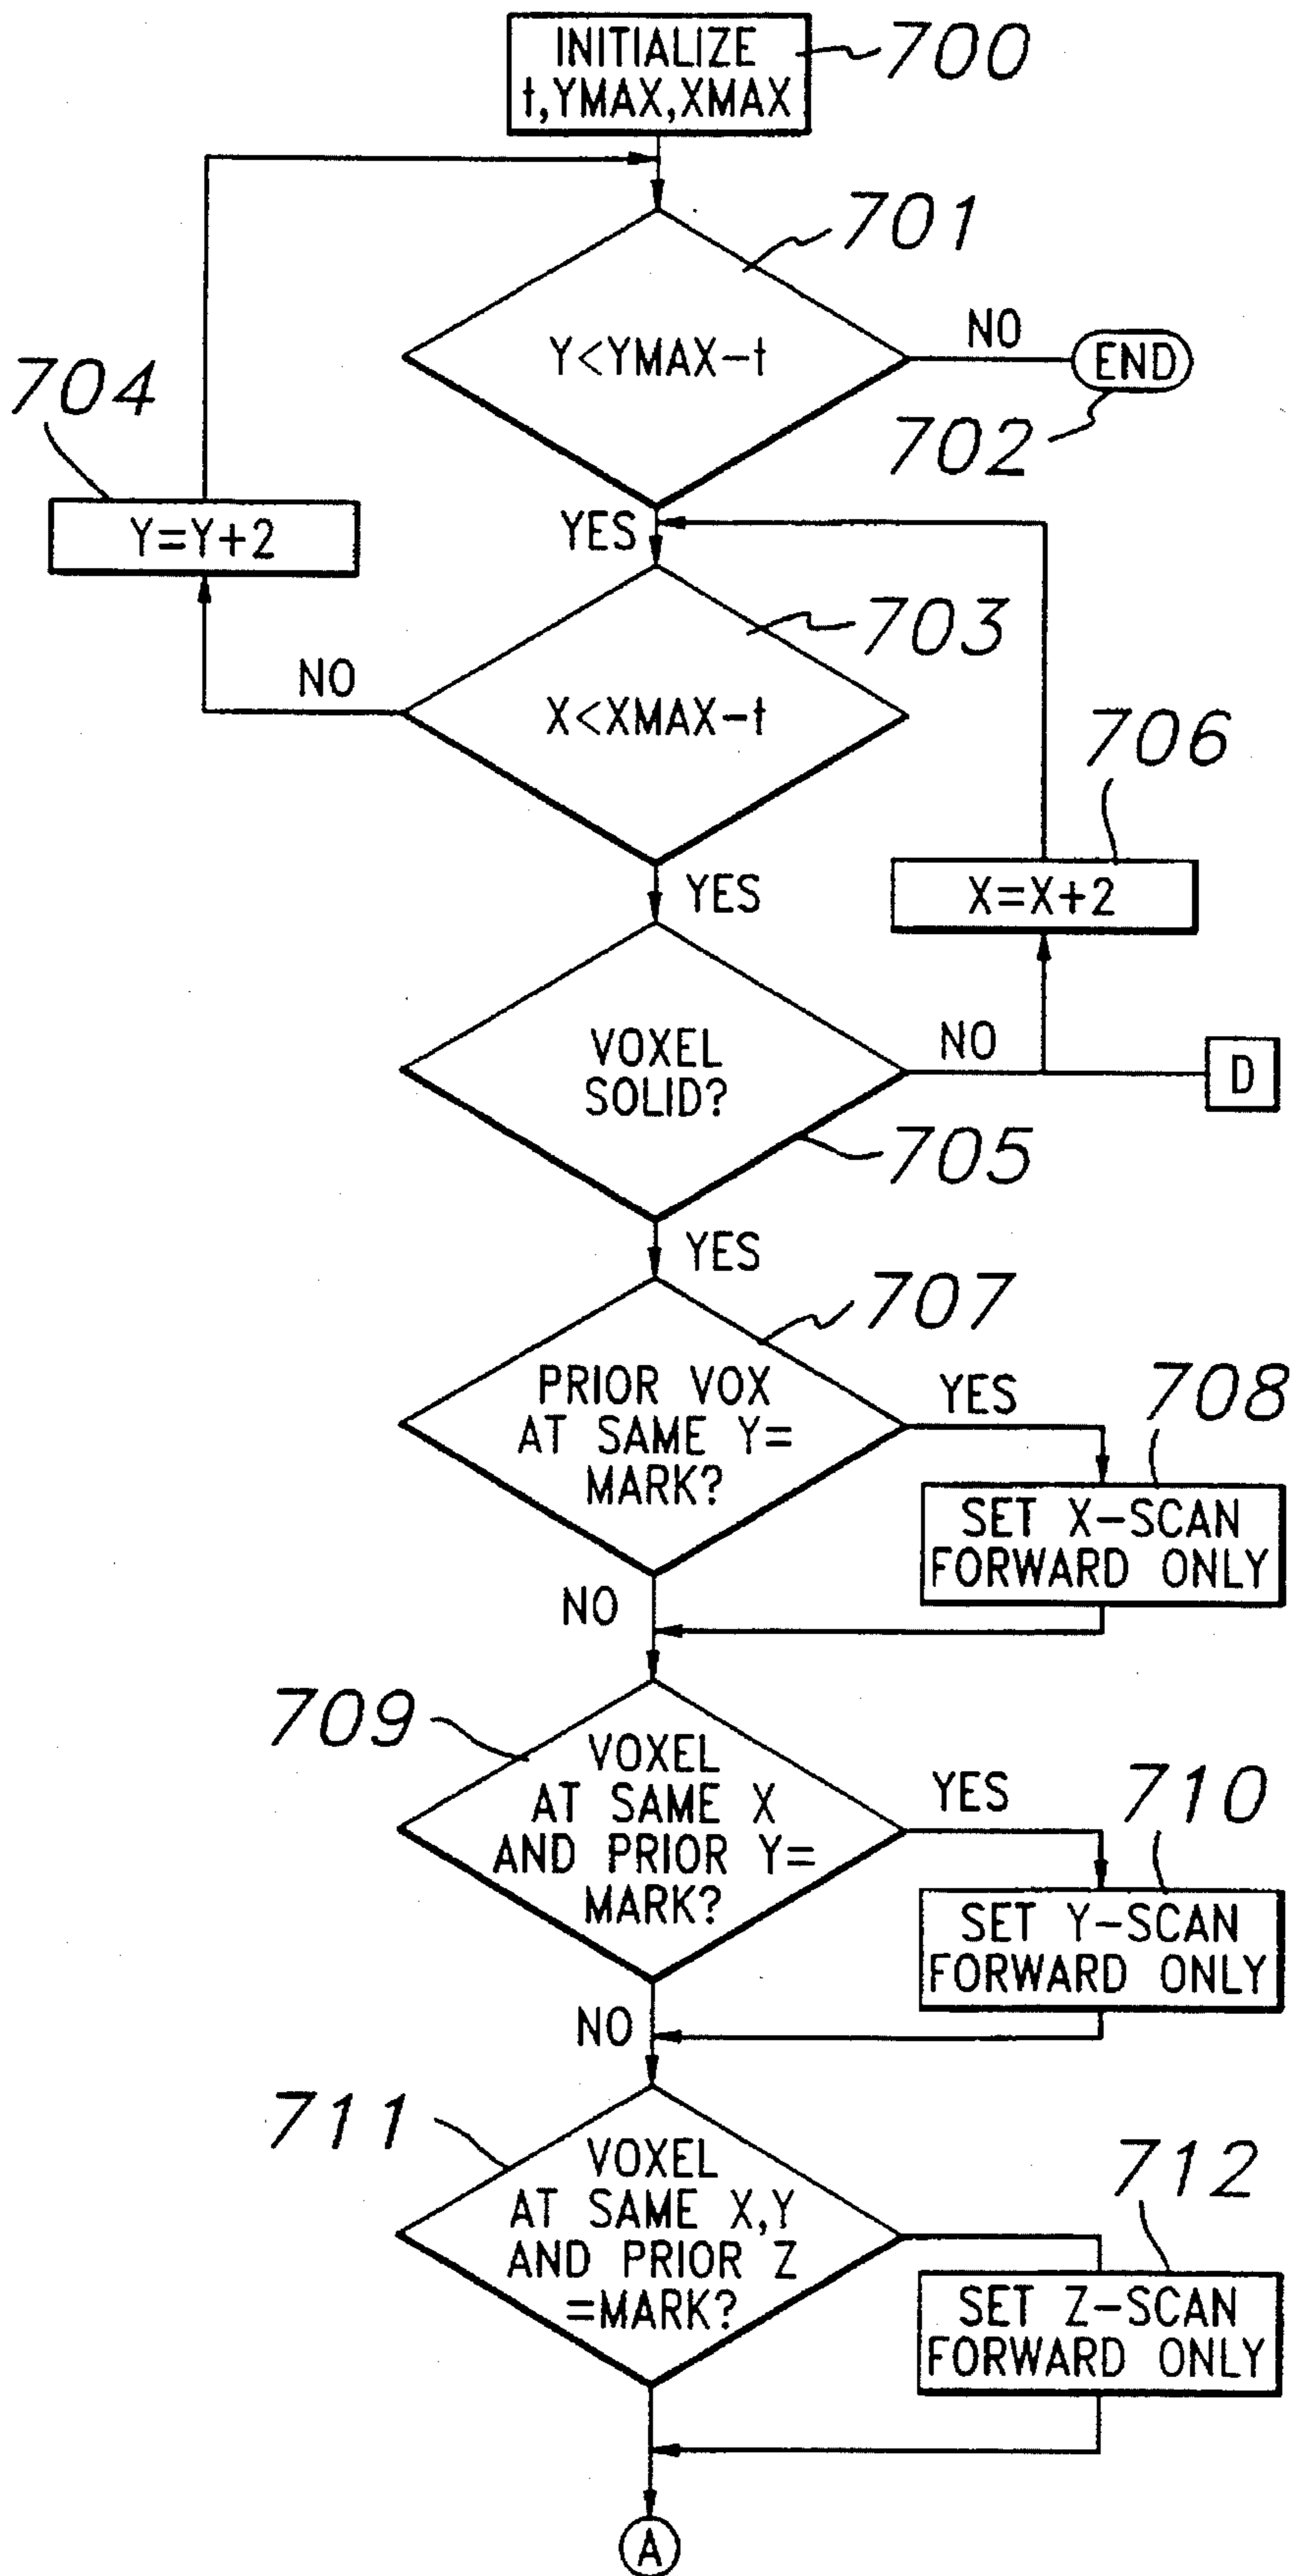 INITIALIZE
t,YMAX,XMAX
700
701
Y<YMAX-t
NO
END
702
704
Y=Y+2
YES
703
NO
X<XMAX-t
706
X=X+2
YES
VOXEL
SOLID?
NO
D
705
YES
707
PRIOR VOX
AT SAME Y=
MARK?
YES
708
SET X-SCAN
FORWARD ONLY
NO
709
VOXEL
AT SAME X
AND PRIOR Y=
MARK?
YES
710
SET Y-SCAN
FORWARD ONLY
NO
711
VOXEL
AT SAME X,Y
AND PRIOR Z
=MARK?
712
SET Z-SCAN
FORWARD ONLY
A